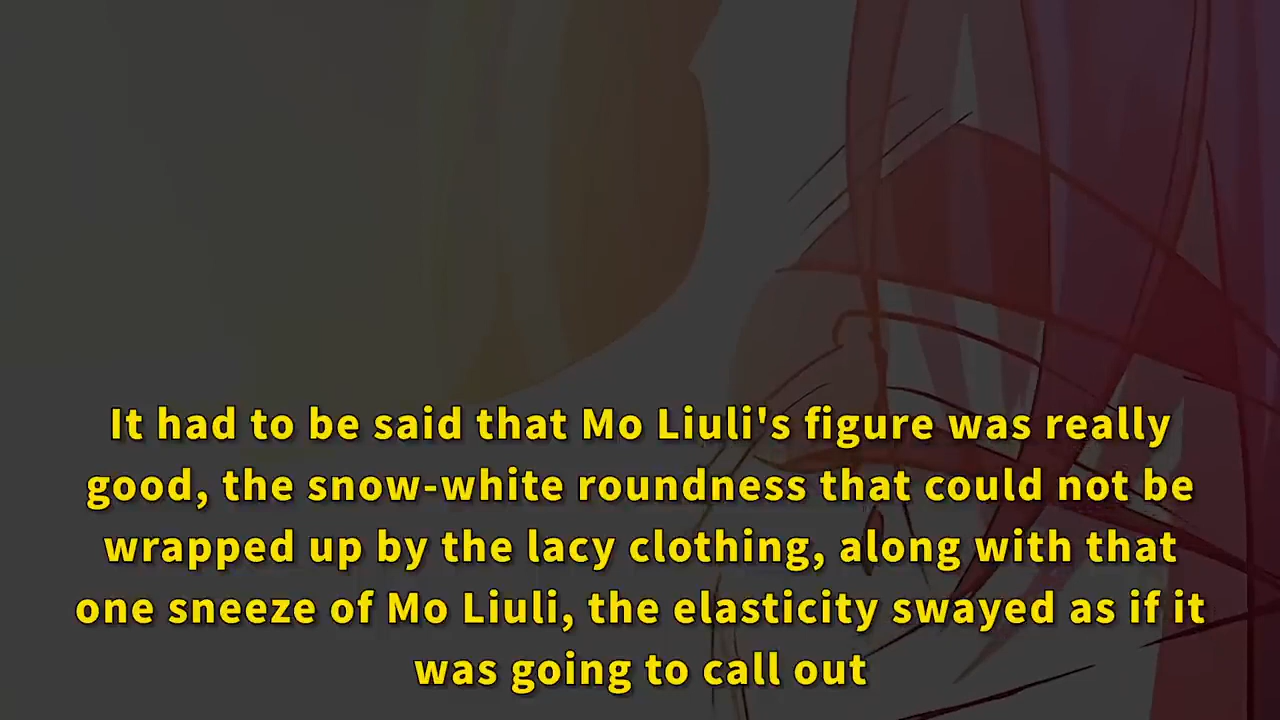 It had to be said that Mo Liuli's figure was really
good, the snow-white roundness that could not be
wrapped up by the lacy clothing, along with that
one sneeze of Mo Liuli, the elasticity swayed as if it
was going to call out